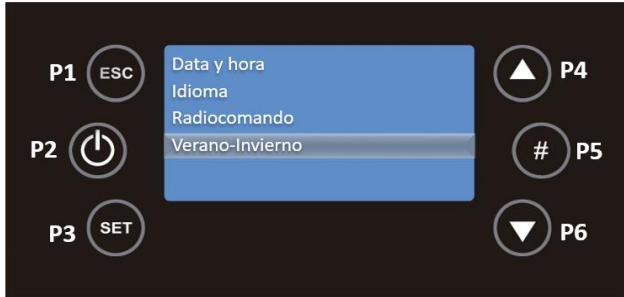 P1 ESC
Data y hora
Idioma
Radiocomando
Verano-Invierno
P4
P2
# P5
P3 SET
P6